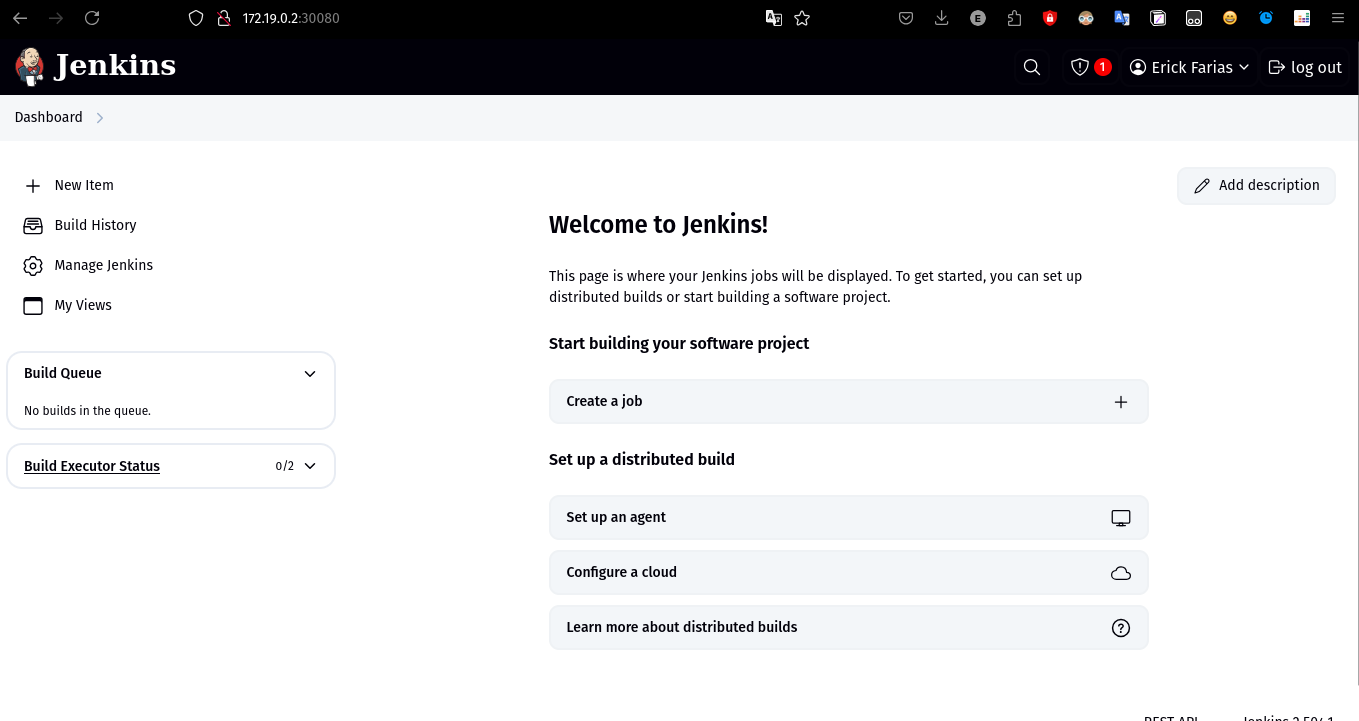 172.19.0.2:30080
E
Jenkins
1
Erick Farias
log out
Dashboard
New Item
Add description
Build History
Manage Jenkins
My Views
Build Queue
No builds in the queue.
Build Executor Status
0/2
Welcome to Jenkins!
This page is where your Jenkins jobs will be displayed. To get started, you can set up
distributed builds or start building a software project.
Start building your software project
Create a job
Set up a distributed build
Set up an agent
Configure a cloud
Learn more about distributed builds
REST API
Jenkins 2.504.1